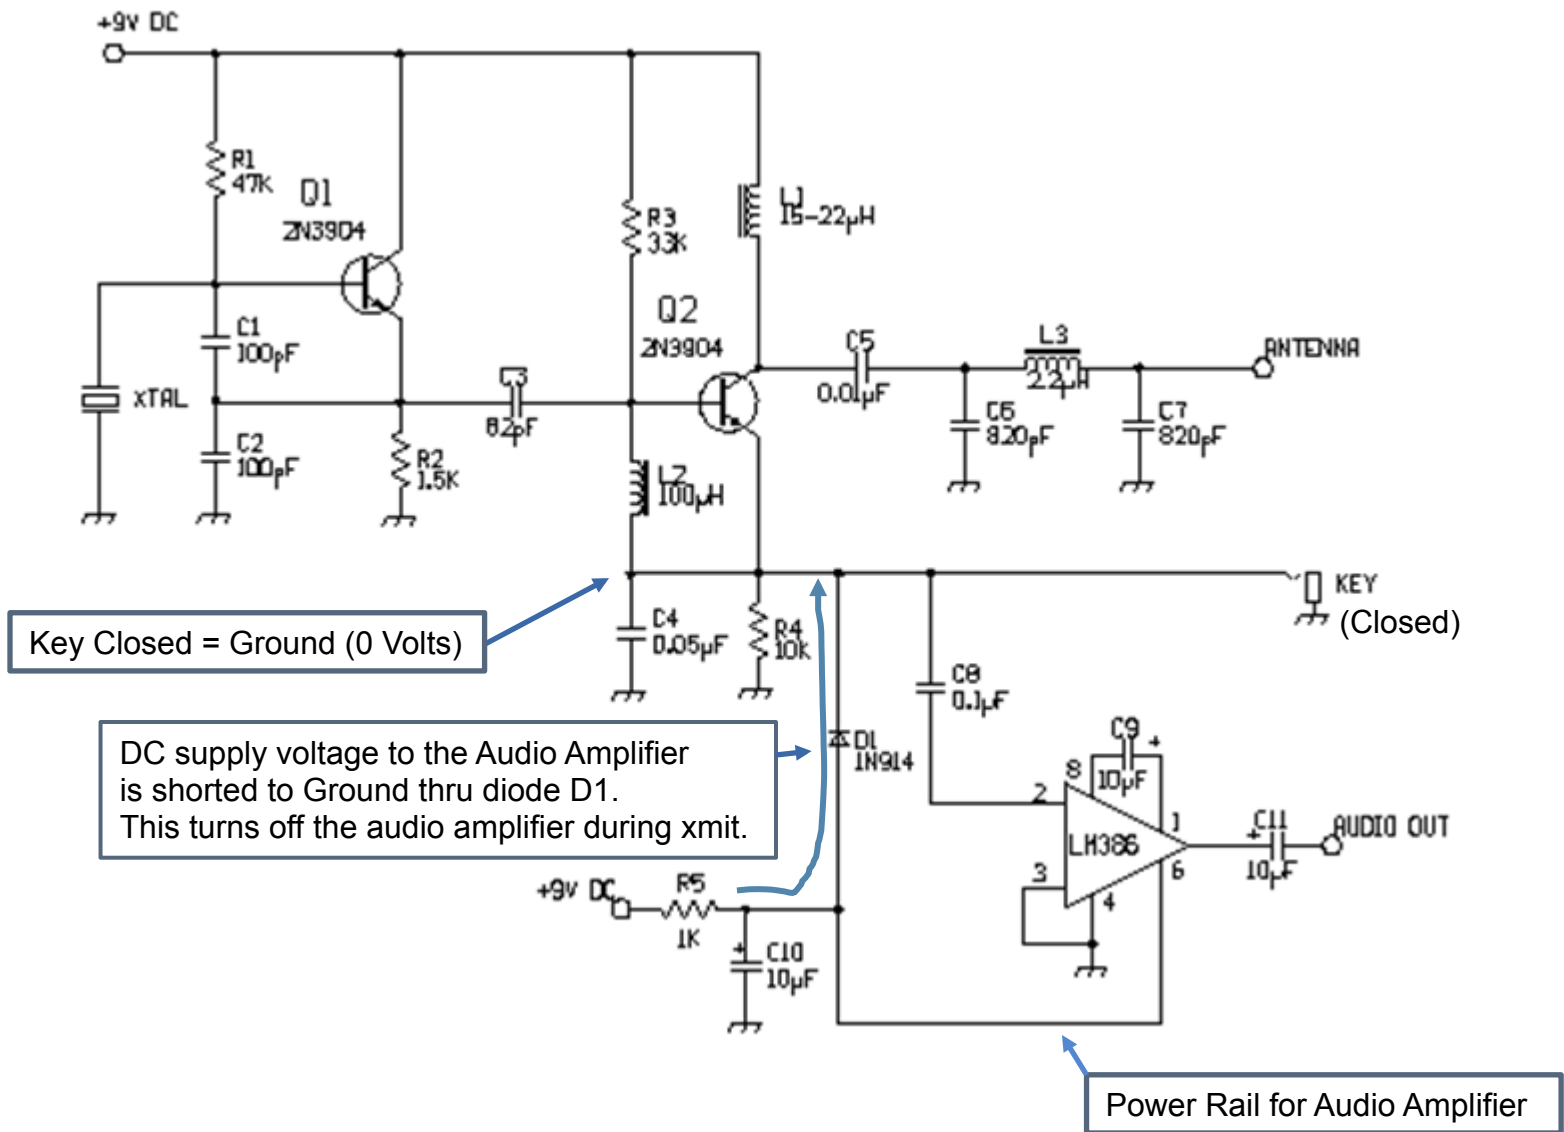 +9V DC
R1
47K
Q1
2N3904
R3
33K
L1
15-22µH
Q2
2N3904
C1
100pF
XTAL
C2
100pF
R2
1.5K
C3
82pF
C5
0.01µF
L3
2.2µH
ANTENNA
C6
820pF
C7
820pF
L2
100µH
KEY
(Closed)
Key Closed = Ground (0 Volts)
C4
0.05µF
R4
10K
C8
0.1µF
DC supply voltage to the Audio Amplifier
is shorted to Ground thru diode D1.
This turns off the audio amplifier during xmit.
D1
1N914
C9
+
10µF
8
2
1
LM386
3
6
4
+
C11
10µF
AUDIO OUT
+9V DC
R5
1K
+
C10
10µF
Power Rail for Audio Amplifier